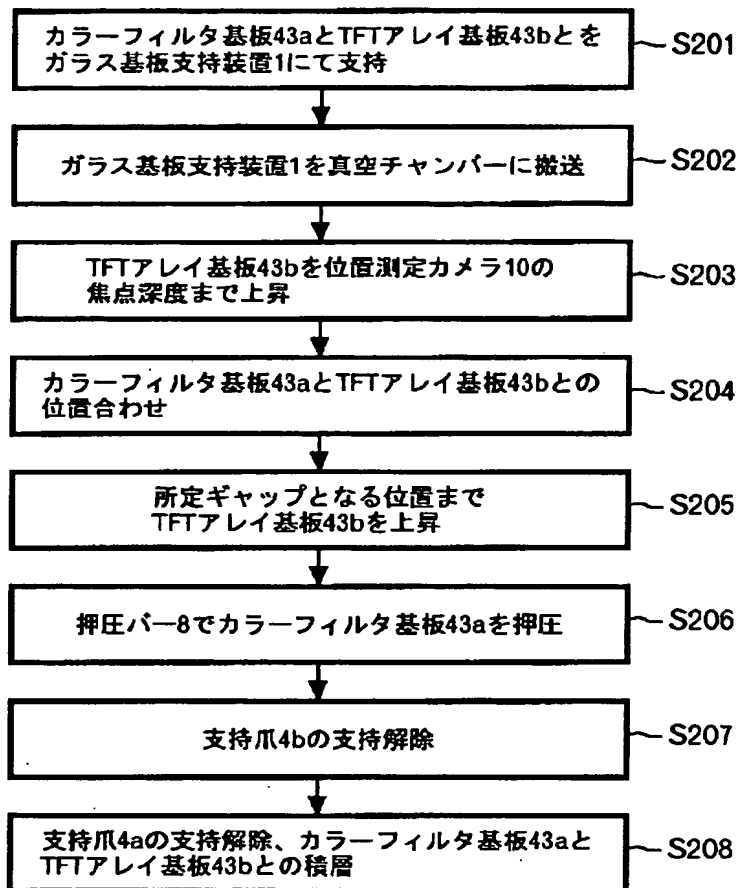 カラーフィルタ基板43aとTFTアレイ基板43bとを
ガラス基板支持装置1にて支持
S201
ガラス基板支持装置1を真空チャンバーに搬送
S202
TFTアレイ基板43bを位置測定カメラ10の
焦点深度まで上昇
S203
カラーフィルタ基板43aとTFTアレイ基板43bとの
位置合わせ
S204
所定ギャップとなる位置まで
TFTアレイ基板43bを上昇
S205
押圧バー8でカラーフィルタ基板43aを押圧
S206
支持爪4bの支持解除
S207
支持爪4aの支持解除、カラーフィルタ基板43aと
TFTアレイ基板43bとの積層
S208